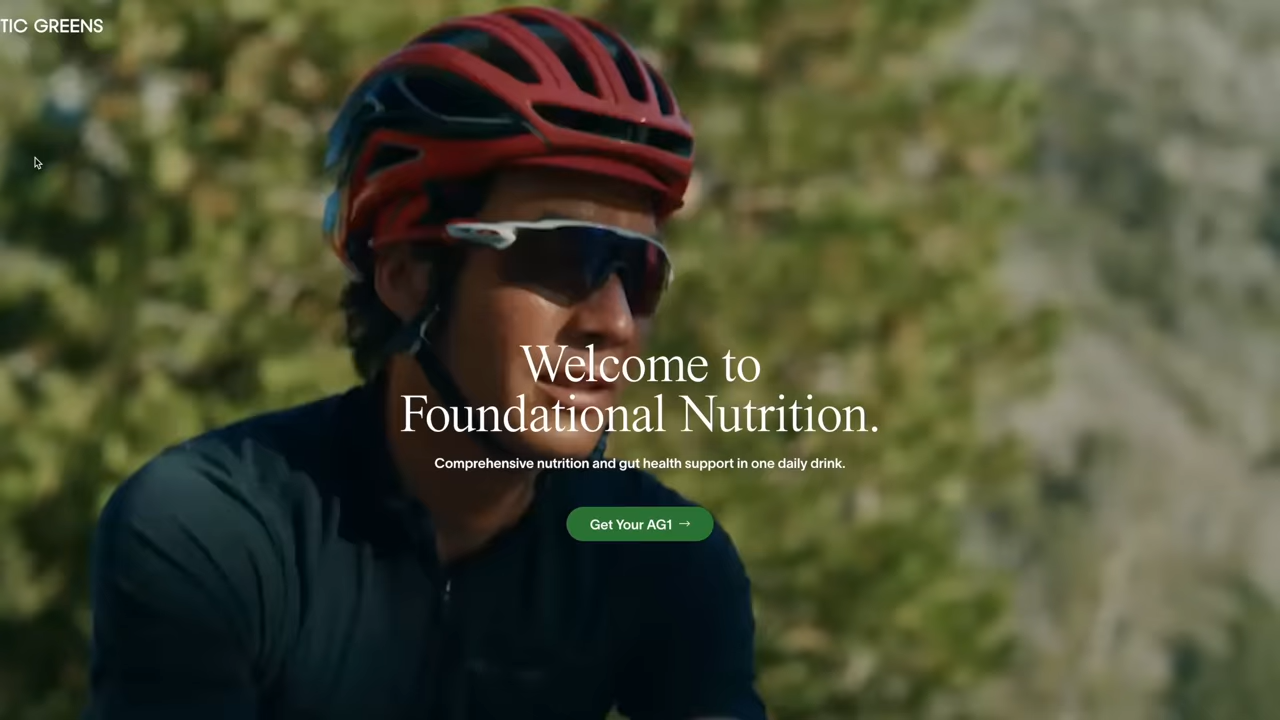 TIC GREENS
Welcome to
Foundational Nutrition.
Comprehensive nutrition and gut health support in one daily drink.
Get Your AG1 →